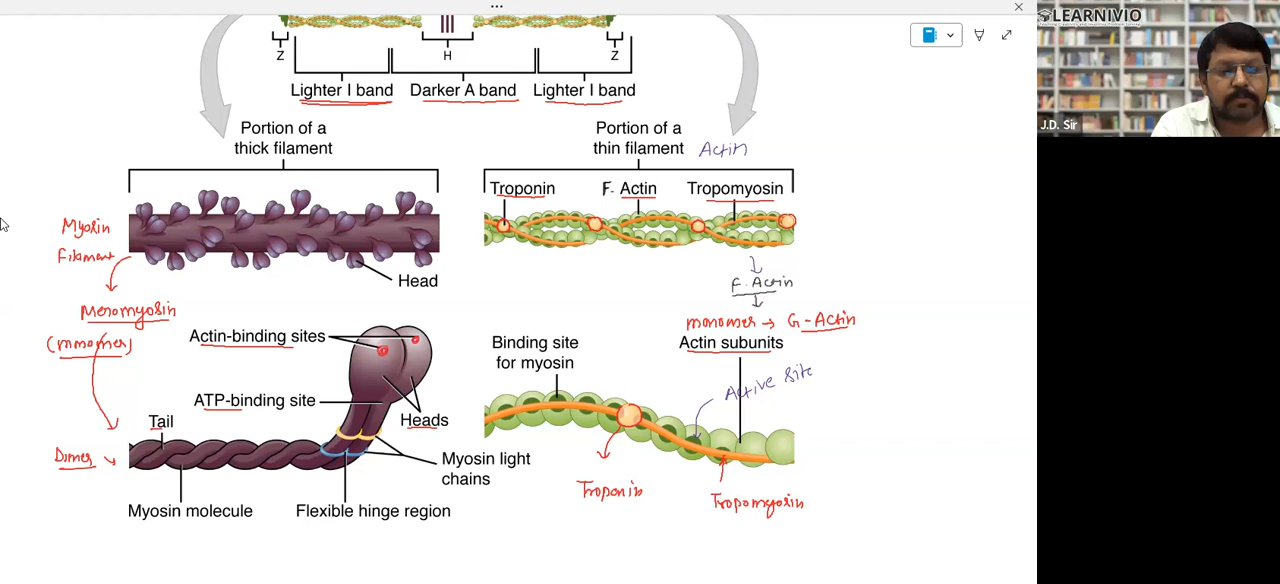 LEARNIVIO
J.D. Sir
Z
H
Z
Lighter I band
Darker A band
Lighter I band
Portion of a
thick filament
Portion of a
thin filament
Actin
Troponin
F. Actin
Tropomyosin
Myosin
Filament
Head
F. Actin
Meromyosin
monomer → G-Actin
(monomer)
Actin-binding sites
Binding site
for myosin
Actin subunits
Active site
ATP-binding site
Heads
Tail
Dimer
Myosin light
chains
Troponin
Tropomyosin
Myosin molecule
Flexible hinge region